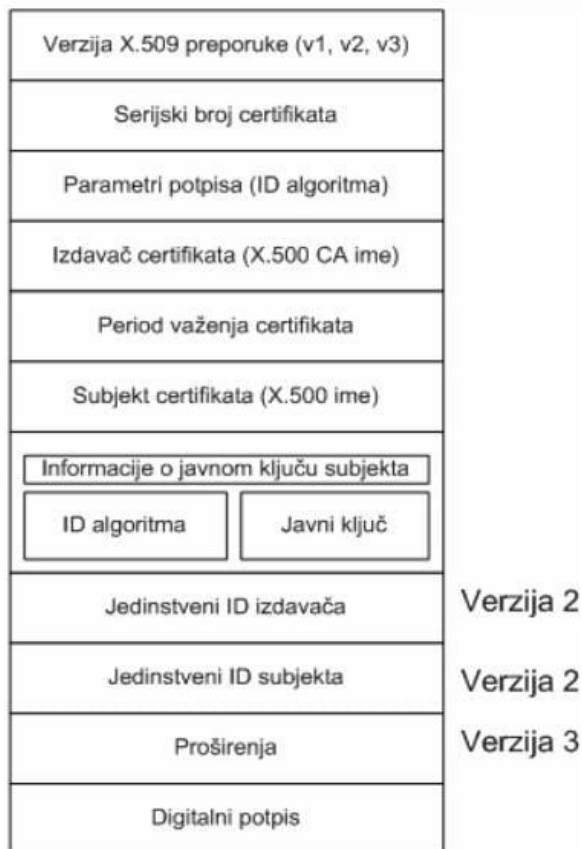 Verzija X.509 preporuke (v1, v2, v3)
Serijski broj certifikata
Parametri potpisa (ID algoritma)
Izdavač certifikata (X.500 CA ime)
Period važenja certifikata
Subjekt certifikata (X.500 ime)
Informacije o javnom ključu subjekta
ID algoritma
Javni ključ
Jedinstveni ID izdavača
Verzija 2
Jedinstveni ID subjekta
Verzija 2
Proširenja
Verzija 3
Digitalni potpis